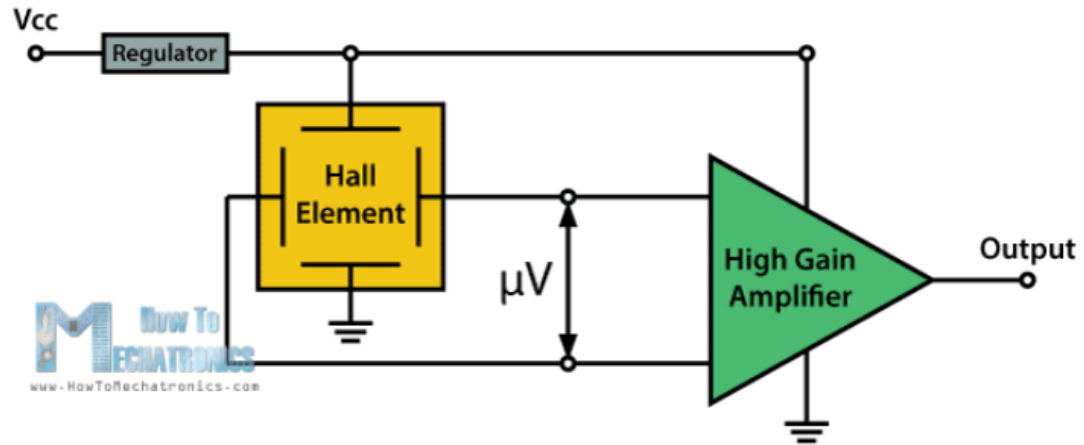 Vcc
Regulator
Hall
Element
µV
High Gain
Amplifier
Output
How To
MECHATRONICS
www.HowToMechatronics.com